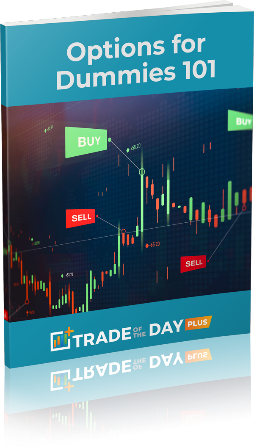 Options for
Dummies 101
BUY
BUY
SELL
SELL
TRADE OF THE DAY PLUS